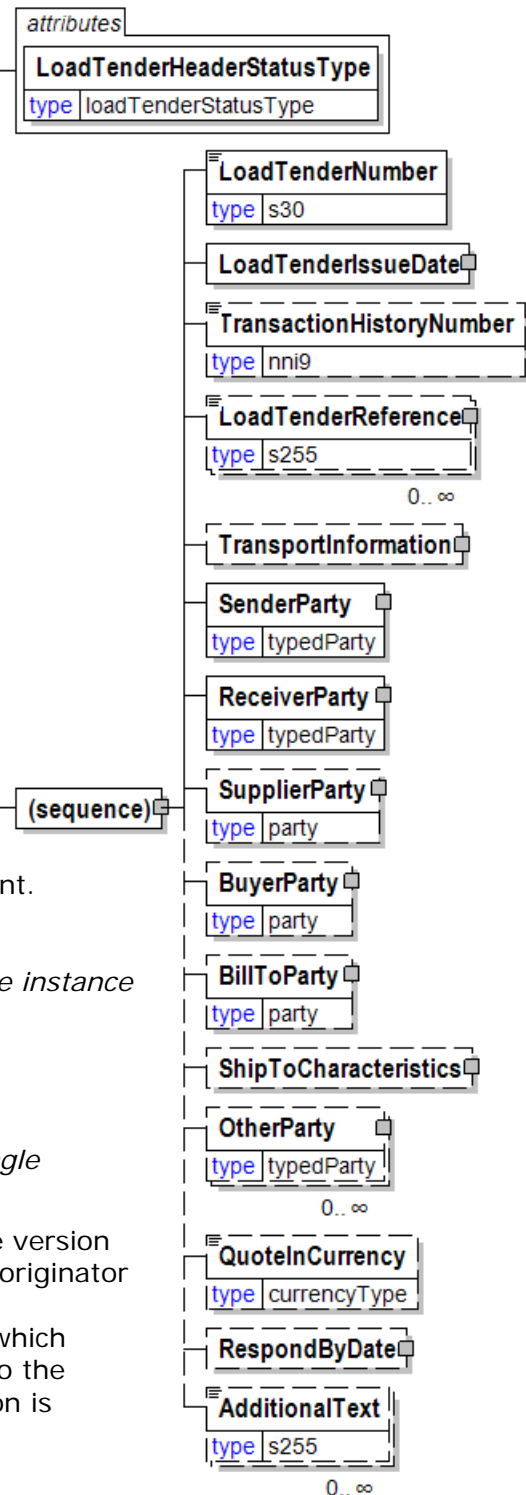 attributes
LoadTenderHeaderStatusType
type loadTenderStatusType
LoadTenderNumber
type s30
LoadTenderIssueDate
TransactionHistoryNumber
type nni9
LoadTenderReference
type s255
0.. ∞
TransportInformation
SenderParty
type typedParty
ReceiverParty
type typedParty
(sequence)
SupplierParty
type party
nt.
BuyerParty
type party
e instance
BillToParty
type party
ShipToCharacteristics
OtherParty
type typedParty
0.. ∞
ngle
e version
originator
QuoteInCurrency
type currencyType
which
o the
on is
RespondByDate
AdditionalText
type s255
0.. ∞